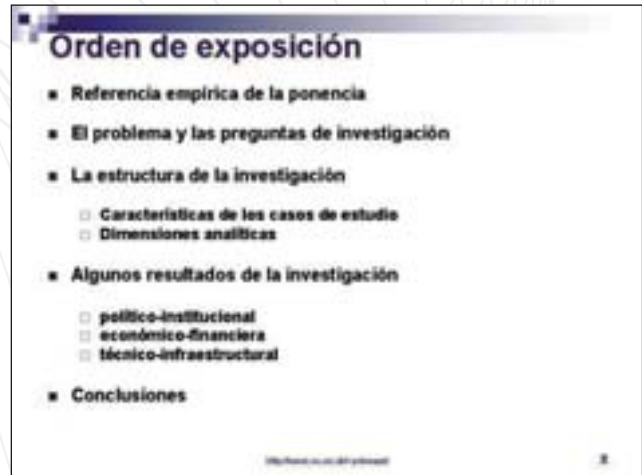 Orden de exposición
■ Referencia empírica de la ponencia
■ El problema y las preguntas de investigación
■ La estructura de la investigación
□ Características de los casos de estudio
□ Dimensiones analíticas
■ Algunos resultados de la investigación
□ político-institucional
□ económico-financiera
□ técnico-infraestructural
■ Conclusiones